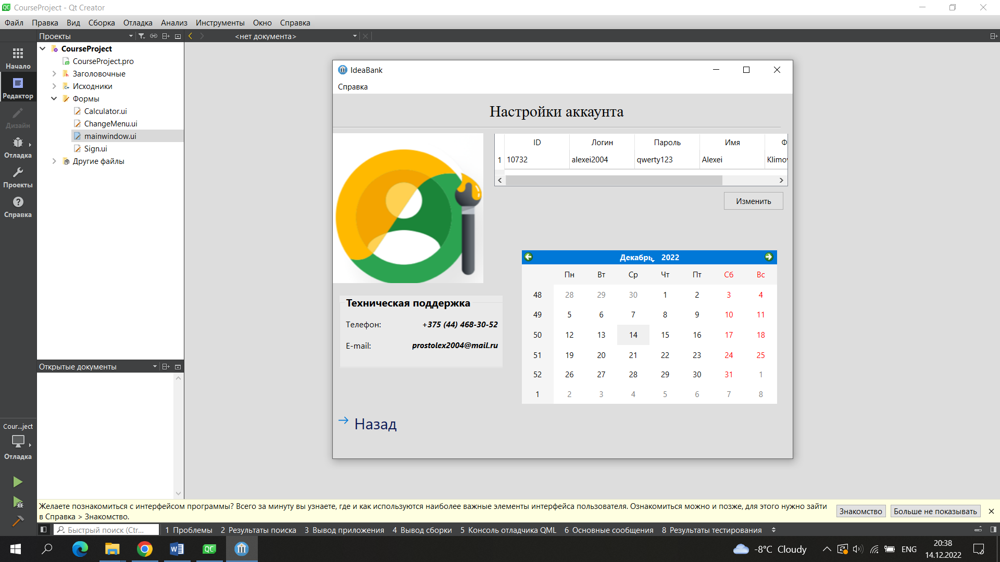 CourseProject - Qt Creator
Файл Правка Вид Сборка Отладка Анализ Инструменты Окно Справка
Проекты
<нет документа>
CourseProject
CourseProject.pro
Заголовочные
Исходники
Формы
Calculator.ui
ChangeMenu.ui
mainwindow.ui
Sign.ui
Другие файлы
Начало
Редактор
Дизайн
Отладка
Проекты
Справка
Открытые документы
Cour...ject
Отладка
IdeaBank
Справка
Настройки аккаунта
ID Логин Пароль Имя Ф
1 10732 alexei2004 qwerty123 Alexei Klimo
Изменить
Техническая поддержка
Телефон: +375 (44) 468-30-52
E-mail: prostolex2004@mail.ru
Декабрь 2022
Пн Вт Ср Чт Пт Сб Вс
48 28 29 30 1 2 3 4
49 5 6 7 8 9 10 11
50 12 13 14 15 16 17 18
51 19 20 21 22 23 24 25
52 26 27 28 29 30 31 1
1 2 3 4 5 6 7 8
Назад
Желаете познакомиться с интерфейсом программы? Всего за минуту вы узнаете, где и как используются наиболее важные элементы интерфейса пользователя. Ознакомиться можно и позже, для этого нужно зайти
в Справка > Знакомство.
Знакомство
Больше не показывать
Быстрый поиск (Ctr...
1 Проблемы 2 Результаты поиска 3 Вывод приложения 4 Вывод сборки 5 Консоль отладчика QML 6 Основные сообщения 8 Результаты тестирования
-8°C Cloudy
ENG
20:38
14.12.2022